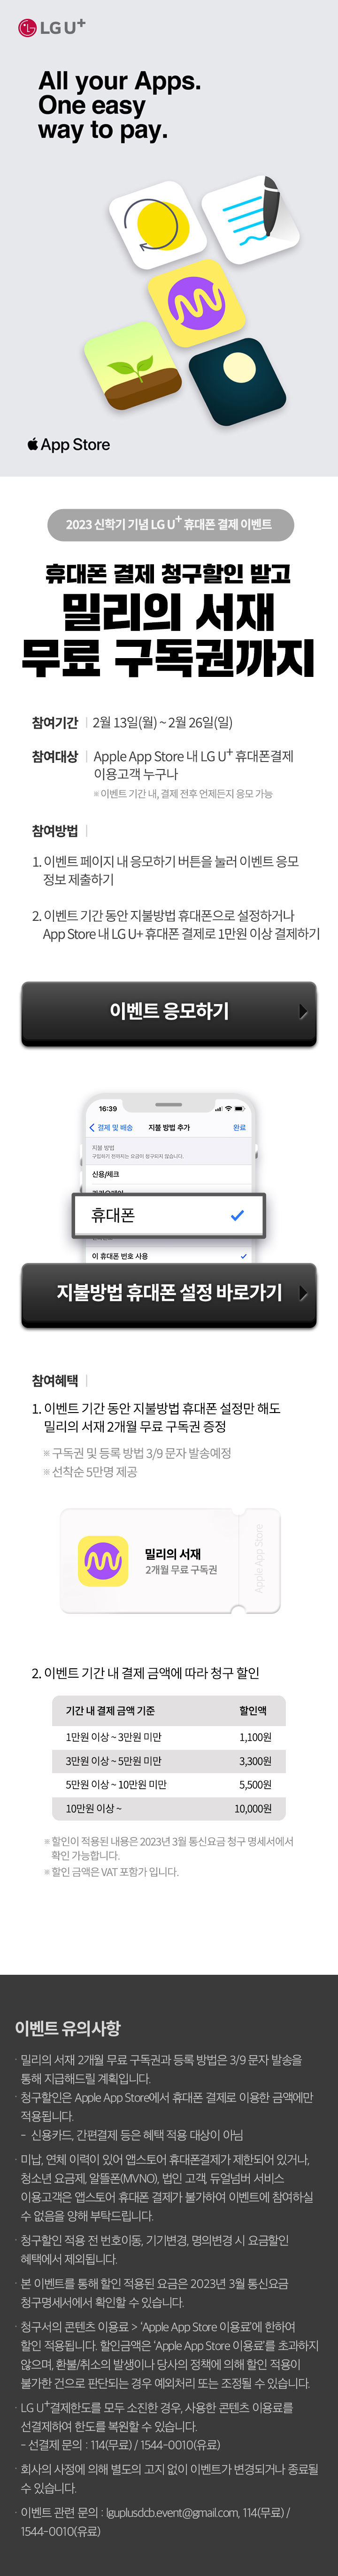 LG U+
All your Apps.
One easy
way to pay.
App Store
2023 신학기 기념 LG U+ 휴대폰 결제 이벤트
휴대폰 결제 청구할인 받고
밀리의 서재
무료 구독권까지
참여기간 | 2월 13일(월) ~ 2월 26일(일)
참여대상 | Apple App Store 내 LG U+ 휴대폰결제
이용고객 누구나
※ 이벤트 기간 내, 결제 전후 언제든지 응모 가능
참여방법 |
1. 이벤트 페이지 내 응모하기 버튼을 눌러 이벤트 응모
정보 제출하기
2. 이벤트 기간 동안 지불방법 휴대폰으로 설정하거나
App Store 내 LG U+ 휴대폰 결제로 1만원 이상 결제하기
이벤트 응모하기
16:39
결제 및 배송 지불 방법 추가 완료
지불 방법
구입하기 전까지는 요금이 청구되지 않습니다.
신용/체크
휴대폰
이 휴대폰 번호 사용
지불방법 휴대폰 설정 바로가기
참여혜택 |
1. 이벤트 기간 동안 지불방법 휴대폰 설정만 해도
밀리의 서재 2개월 무료 구독권 증정
※ 구독권 및 등록 방법 3/9 문자 발송예정
※ 선착순 5만명 제공
밀리의 서재
2개월 무료 구독권
Apple App Store
2. 이벤트 기간 내 결제 금액에 따라 청구 할인
기간 내 결제 금액 기준 할인액
1만원 이상 ~ 3만원 미만 1,100원
3만원 이상 ~ 5만원 미만 3,300원
5만원 이상 ~ 10만원 미만 5,500원
10만원 이상 ~ 10,000원
※ 할인이 적용된 내용은 2023년 3월 통신요금 청구 명세서에서
확인 가능합니다.
※ 할인 금액은 VAT 포함가 입니다.
이벤트 유의사항
· 밀리의 서재 2개월 무료 구독권과 등록 방법은 3/9 문자 발송을
통해 지급해드릴 계획입니다.
· 청구할인은 Apple App Store에서 휴대폰 결제로 이용한 금액에만
적용됩니다.
- 신용카드, 간편결제 등은 혜택 적용 대상이 아님
· 미납, 연체 이력이 있어 앱스토어 휴대폰결제가 제한되어 있거나,
청소년 요금제, 알뜰폰(MVNO), 법인 고객, 듀얼넘버 서비스
이용고객은 앱스토어 휴대폰 결제가 불가하여 이벤트에 참여하실
수 없음을 양해 부탁드립니다.
· 청구할인 적용 전 번호이동, 기기변경, 명의변경 시 요금할인
혜택에서 제외됩니다.
· 본 이벤트를 통해 할인 적용된 요금은 2023년 3월 통신요금
청구명세서에서 확인할 수 있습니다.
· 청구서의 콘텐츠 이용료 > 'Apple App Store 이용료'에 한하여
할인 적용됩니다. 할인금액은 'Apple App Store 이용료'를 초과하지
않으며, 환불/취소의 발생이나 당사의 정책에 의해 할인 적용이
불가한 건으로 판단되는 경우 예외처리 또는 조정될 수 있습니다.
· LG U+결제한도를 모두 소진한 경우, 사용한 콘텐츠 이용료를
선결제하여 한도를 복원할 수 있습니다.
- 선결제 문의 : 114(무료) / 1544-0010(유료)
· 회사의 사정에 의해 별도의 고지 없이 이벤트가 변경되거나 종료될
수 있습니다.
· 이벤트 관련 문의 : lguplusdcb.event@gmail.com, 114(무료) /
1544-0010(유료)